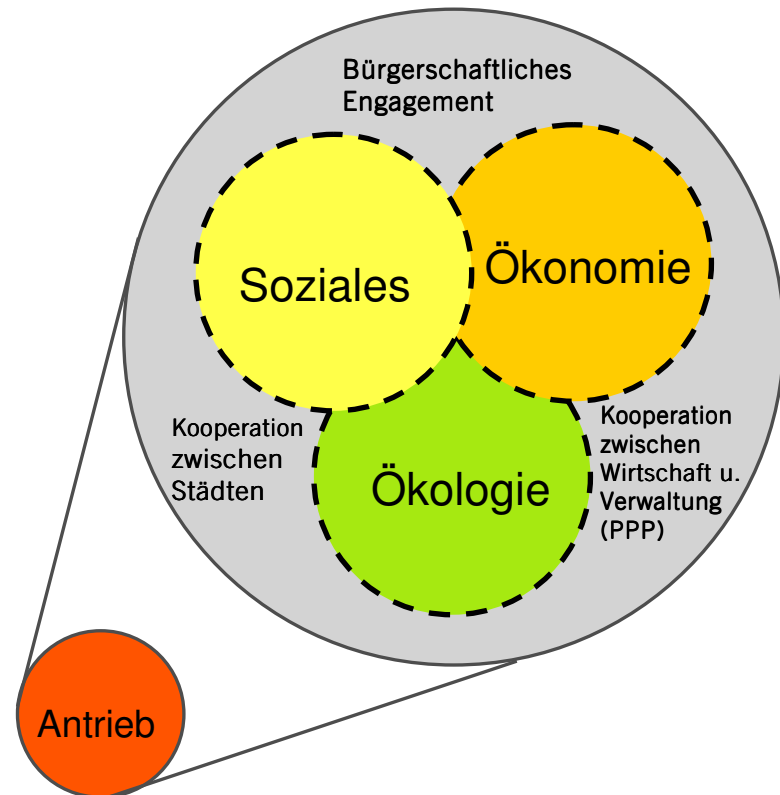 Bürgerschaftliches
Engagement
Soziales
Ökonomie
Kooperation
zwischen
Städten
Ökologie
Kooperation
zwischen
Wirtschaft u.
Verwaltung
(PPP)
Antrieb